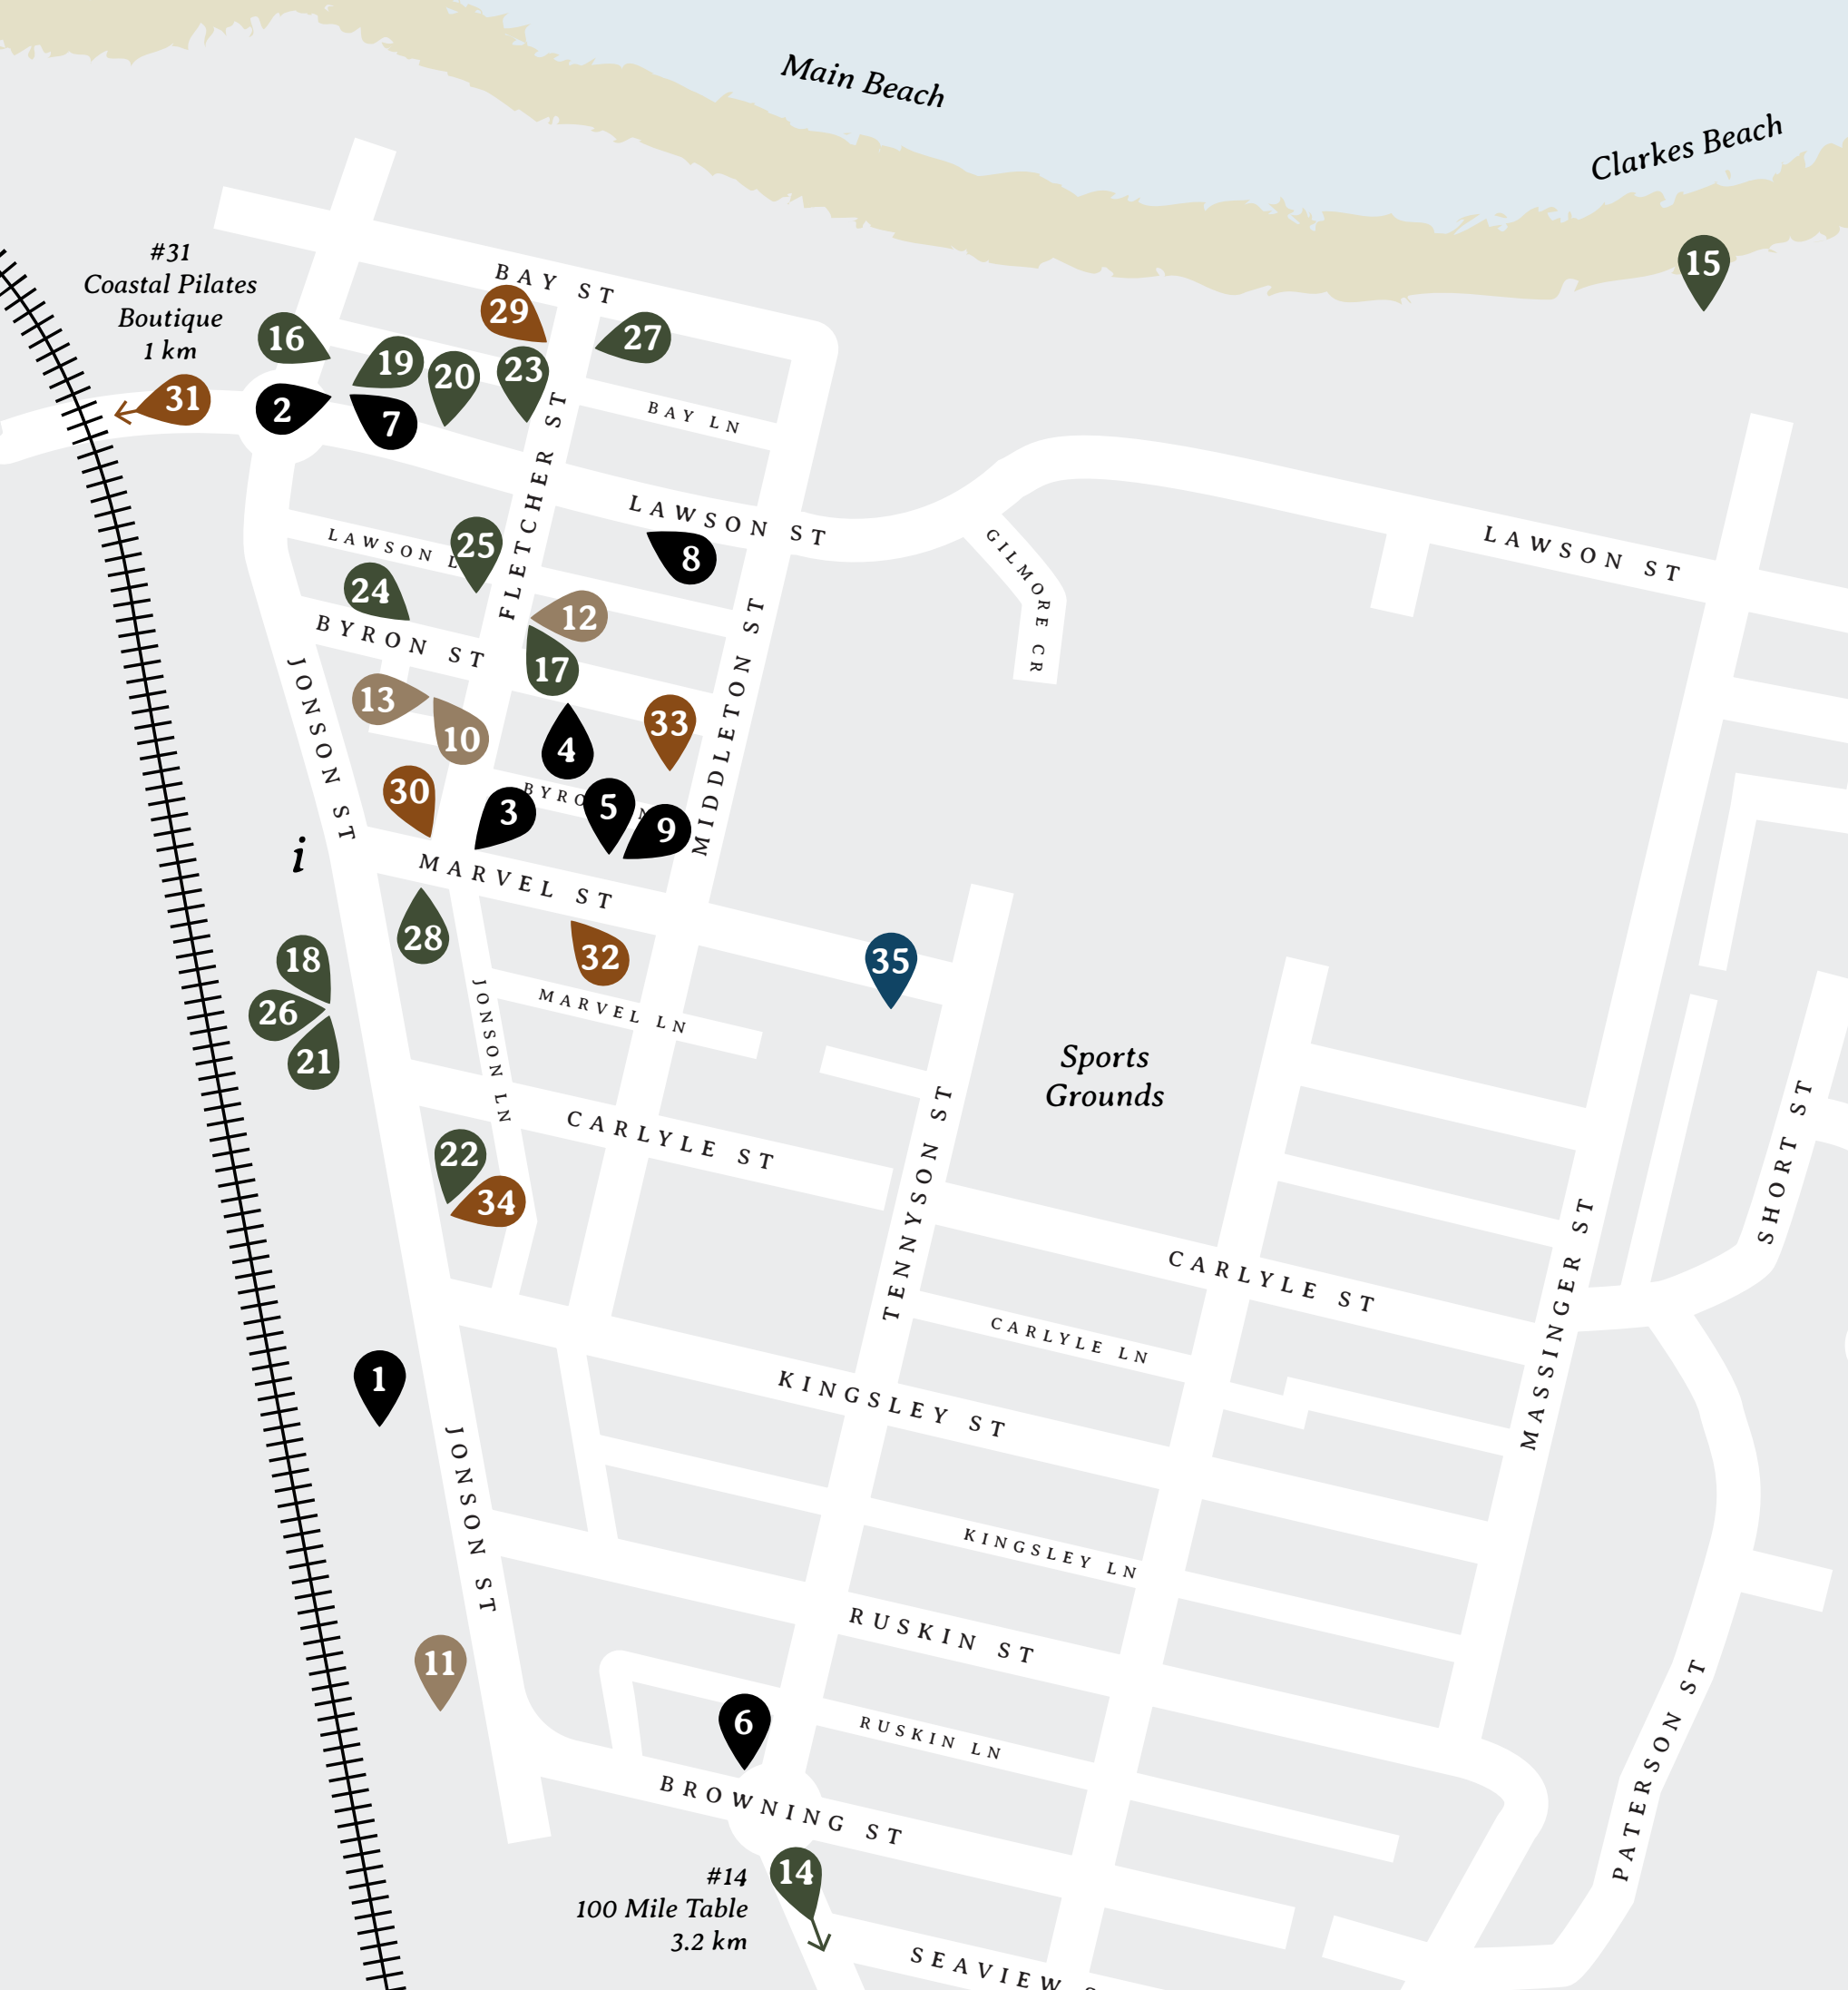 Main Beach
Clarkes Beach
15
#31
Coastal Pilates
Boutique
1 km
BAY ST
29
27
16
19
20
23
31
2
7
BAY LN
FLETCHER ST
LAWSON ST
LAWSON ST
8
LAWSON L
25
GILMORE CR
24
12
BYRON ST
17
JONSON ST
13
10
4
33
MIDDLETON ST
30
3
BYRO
5
9
i
MARVEL ST
28
32
35
18
26
21
MARVEL LN
JONSON LN
Sports
Grounds
CARLYLE ST
TENNYSON ST
SHORT ST
22
34
CARLYLE ST
MASSINGER ST
CARLYLE LN
1
KINGSLEY ST
JONSON ST
KINGSLEY LN
RUSKIN ST
11
6
RUSKIN LN
PATERSON ST
BROWNING ST
14
#14
100 Mile Table
3.2 km
SEAVIEW